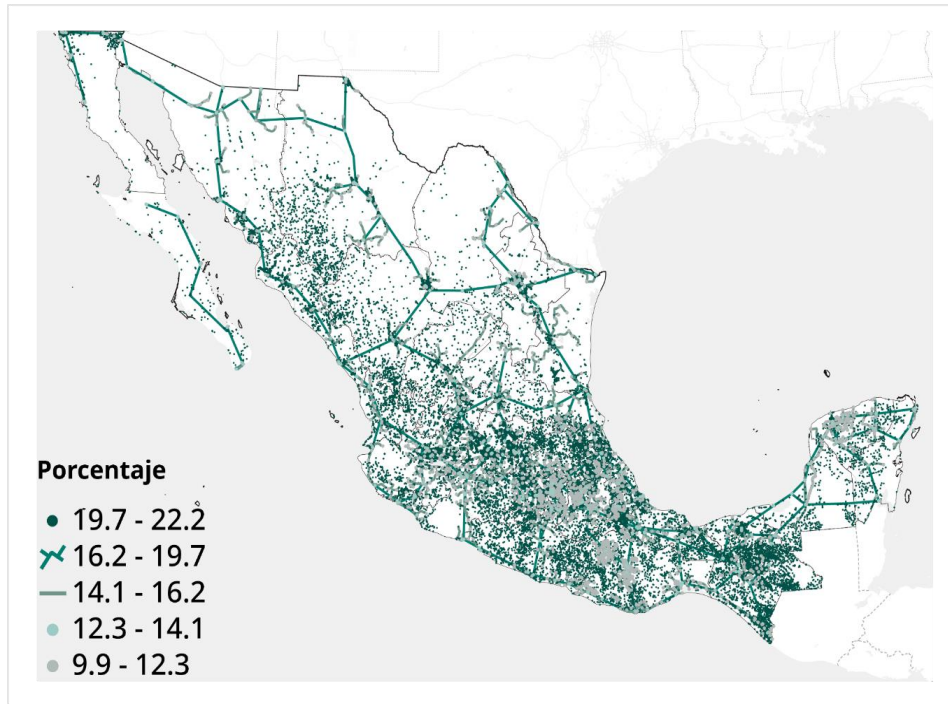 Porcentaje
19.7 - 22.2
16.2 - 19.7
14.1 - 16.2
12.3 - 14.1
9.9 - 12.3